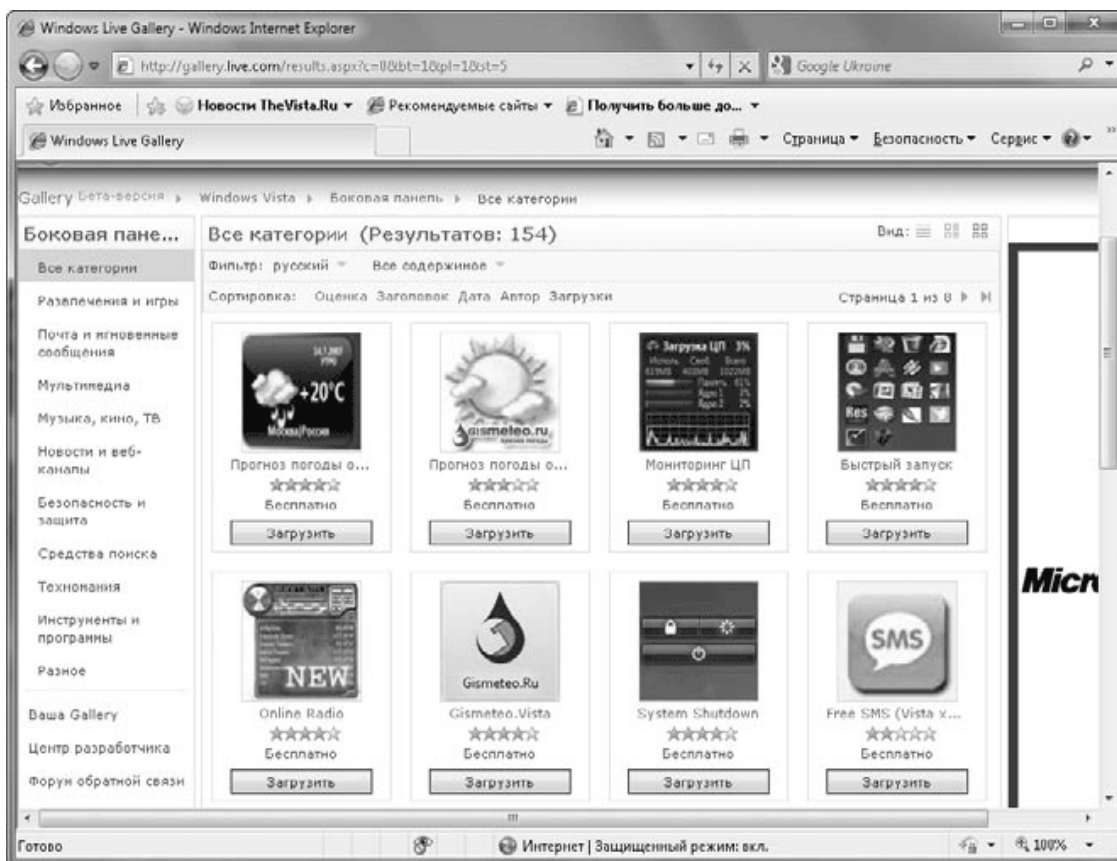 Windows Live Gallery - Windows Internet Explorer
http://gallery.live.com/results.aspx?c=0&bt=1&pl=1&st=5
Google Ukraine
Избранное
Новости TheVista.Ru
Рекомендуемые сайты
Получить больше до...
Windows Live Gallery
Страница
Безопасность
Сервис
Gallery Бета-версия
Windows Vista
Боковая панель
Все категории
Боковая пане...
Все категории
Развлечения и игры
Почта и мгновенные
сообщения
Мультимедиа
Музыка, кино, ТВ
Новости и веб-
каналы
Безопасность и
защита
Средства поиска
Техномания
Инструменты и
программы
Разное
Ваша Gallery
Центр разработчика
Форум обратной связи
Все категории (Результатов: 154)
Вид:
Фильтр: русский Все содержимое
Сортировка: Оценка Заголовок Дата Автор Загрузки
Страница 1 из 8
+20°C
Москва|Россия
Прогноз погоды о...
Бесплатно
Загрузить
Gismeteo.ru
Прогноз погоды о...
Бесплатно
Загрузить
Загрузка ЦП 3%
Мониторинг ЦП
Бесплатно
Загрузить
Res
Быстрый запуск
Бесплатно
Загрузить
NEW
Online Radio
Бесплатно
Загрузить
Gismeteo.Ru
Gismeteo.Vista
Бесплатно
Загрузить
System Shutdown
Бесплатно
Загрузить
SMS
Free SMS (Vista x...
Бесплатно
Загрузить
Micr
Готово
Интернет | Защищенный режим: вкл.
100%